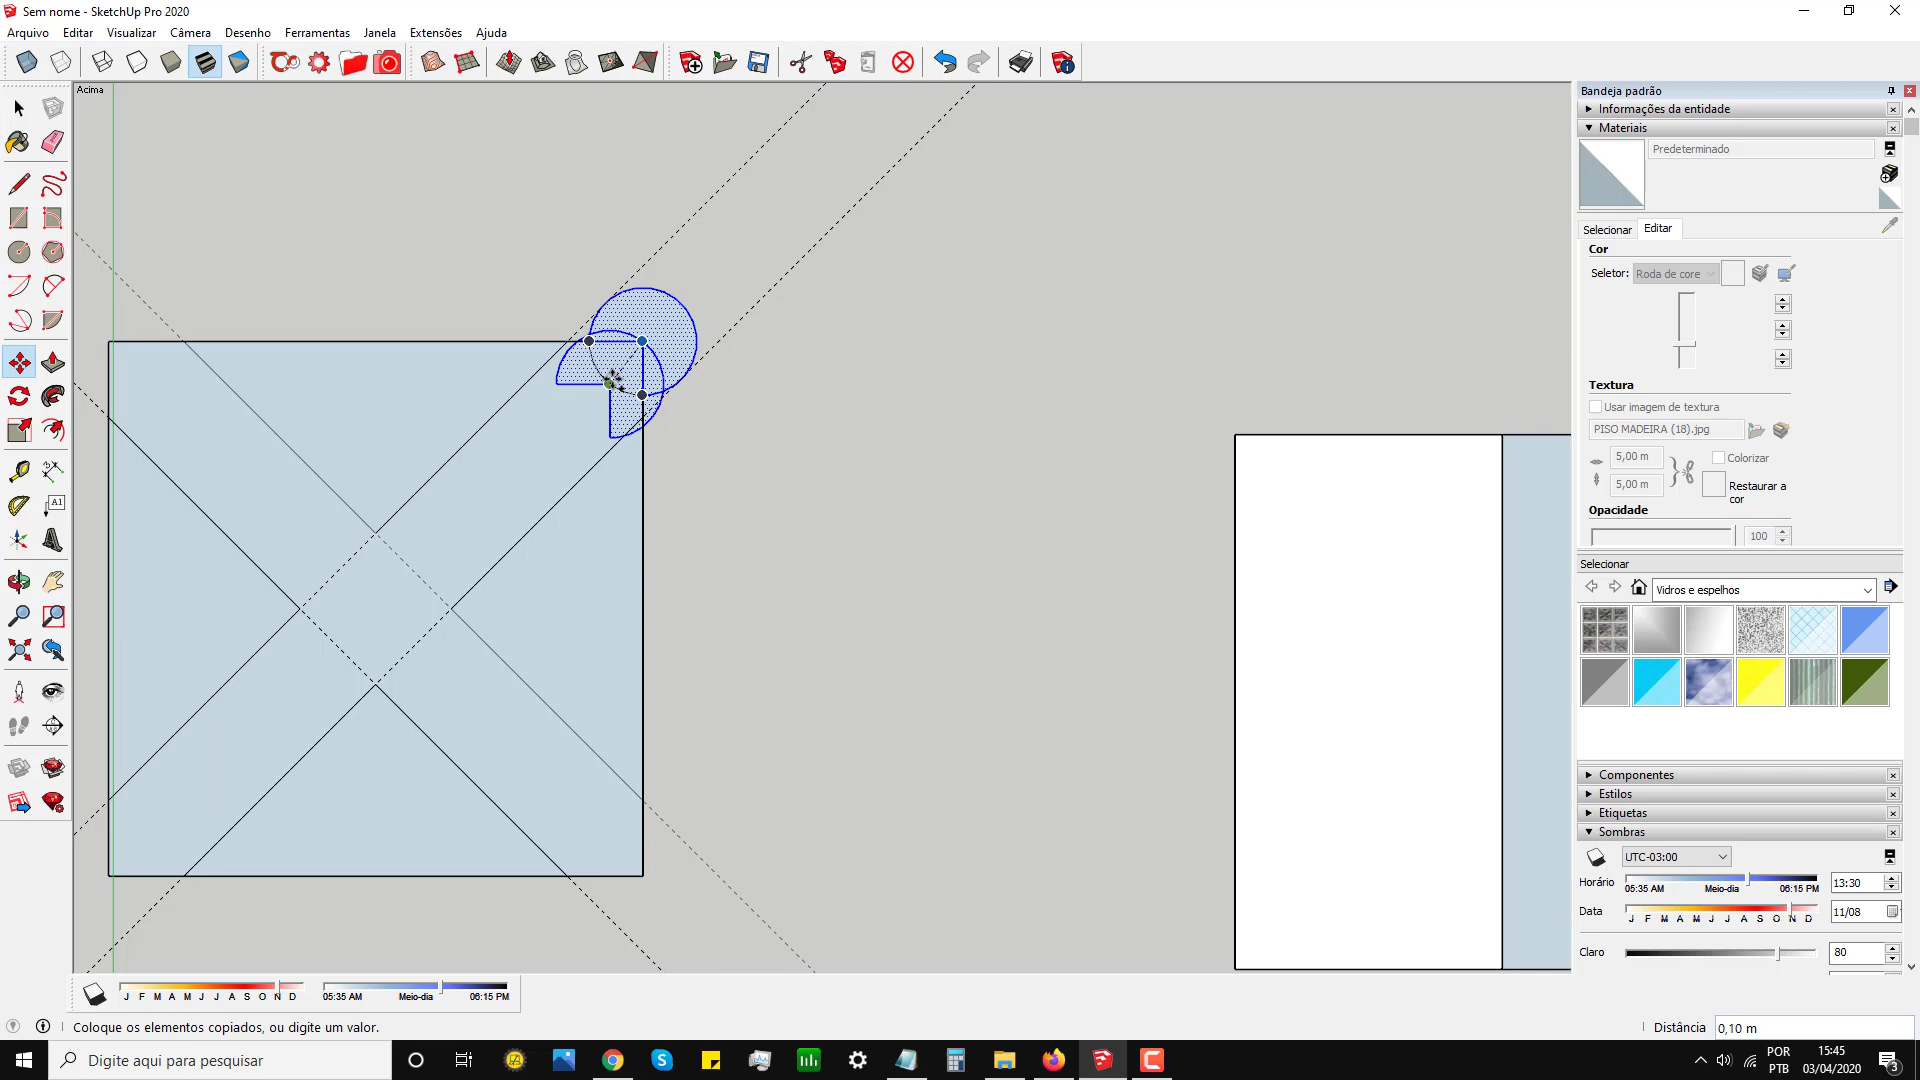 Sem nome - SketchUp Pro 2020
Arquivo Editar Visualizar Câmera Desenho Ferramentas Janela Extensões Ajuda
Acima
Bandeja padrão
Informações da entidade
Materiais
Predeterminado
Selecionar Editar
Cor
Seletor: Roda de core
Textura
Usar imagem de textura
PISO MADEIRA (18).jpg
5,00 m Colorizar
5,00 m Restaurar a cor
Opacidade
100
Selecionar
Vidros e espelhos
Componentes
Estilos
Etiquetas
Sombras
UTC-03:00
Horário 05:35 AM Meio-dia 06:15 PM 13:30
Data J F M A M J J A S O N D 11/08
Claro 80
J F M A M J J A S O N D 05:35 AM Meio-dia 06:15 PM
Coloque os elementos copiados, ou digite um valor.
Distância 0,10 m
Digite aqui para pesquisar
POR
PTB
15:45
03/04/2020
3